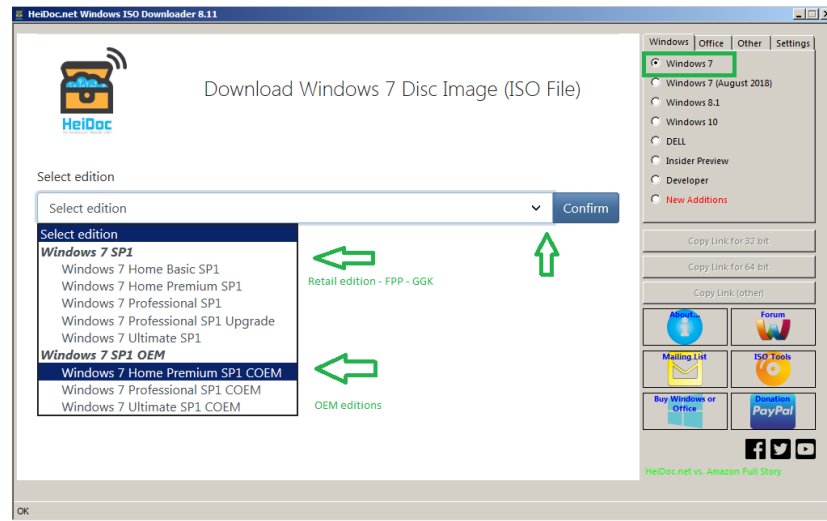 HeiDoc.net Windows ISO Downloader 8.11
HeiDoc
Download Windows 7 Disc Image (ISO File)
Select edition
Select edition
Confirm
Select edition
Windows 7 SP1
Windows 7 Home Basic SP1
Windows 7 Home Premium SP1
Windows 7 Professional SP1
Windows 7 Professional SP1 Upgrade
Windows 7 Ultimate SP1
Windows 7 SP1 OEM
Windows 7 Home Premium SP1 COEM
Windows 7 Professional SP1 COEM
Windows 7 Ultimate SP1 COEM
Retail edition - FPP - GGK
OEM editions
Windows Office Other Settings
Windows 7
Windows 7 (August 2018)
Windows 8.1
Windows 10
DELL
Insider Preview
Developer
New Additions
Copy Link for 32 bit
Copy Link for 64 bit
Copy Link (other)
About...
Forum
Mailing List
ISO Tools
Buy Windows or
Office
Donation
PayPal
HeiDoc.net vs. Amazon Full Story
OK